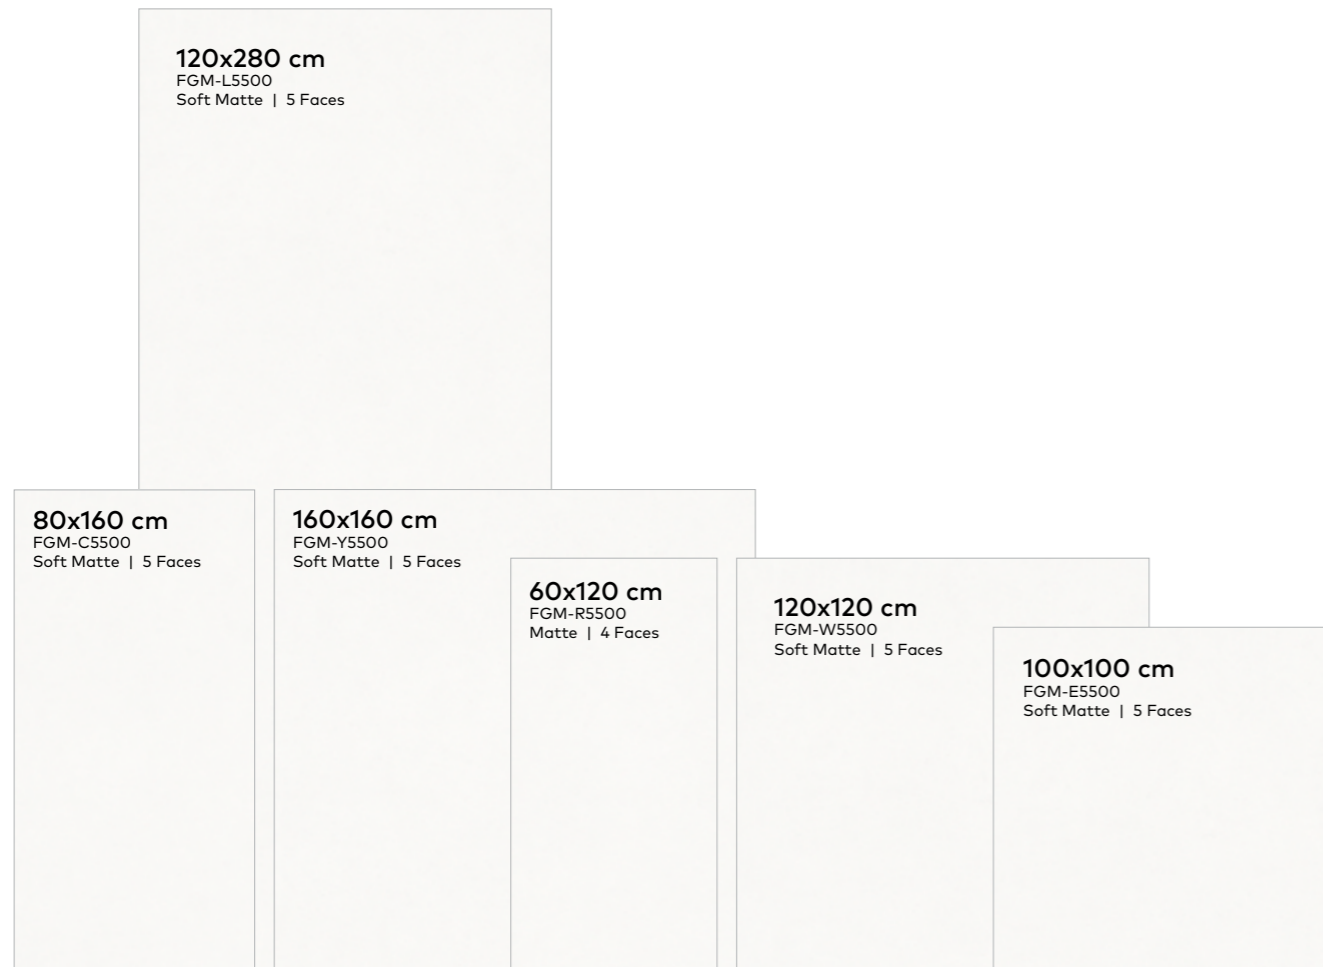 120x280 cm
FGM-L5500
Soft Matte | 5 Faces
80x160 cm
FGM-C5500
Soft Matte | 5 Faces
160x160 cm
FGM-Y5500
Soft Matte | 5 Faces
60x120 cm
FGM-R5500
Matte | 4 Faces
120x120 cm
FGM-W5500
Soft Matte | 5 Faces
100x100 cm
FGM-E5500
Soft Matte | 5 Faces